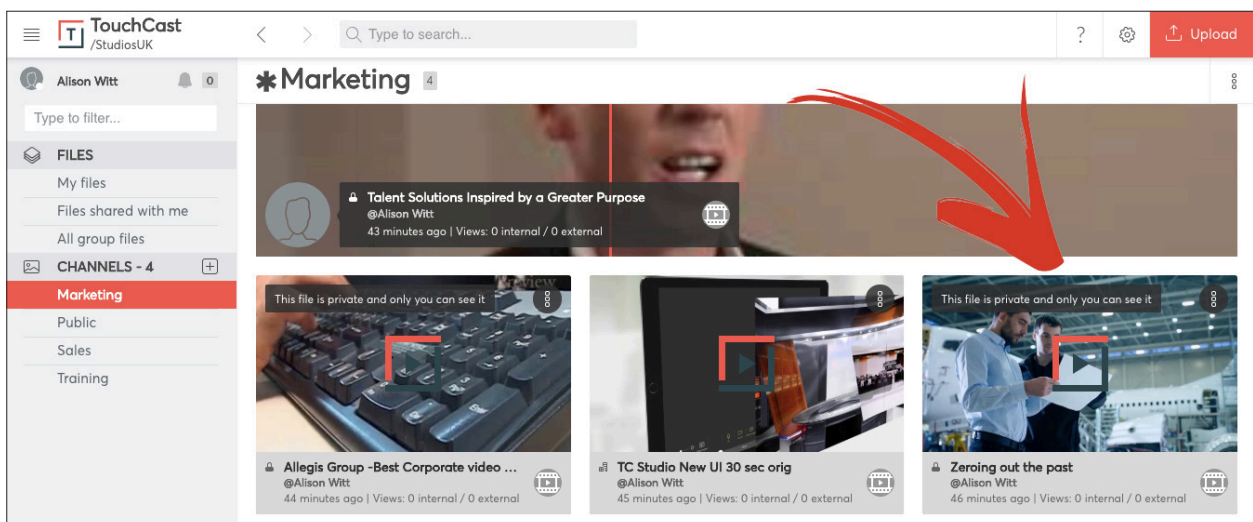 TouchCast
/StudiosUK
Type to search...
?
Upload
Alison Witt
0
*Marketing 4
Type to filter...
FILES
My files
Files shared with me
All group files
CHANNELS - 4
Marketing
Public
Sales
Training
Talent Solutions Inspired by a Greater Purpose
@Alison Witt
43 minutes ago | Views: 0 internal / 0 external
This file is private and only you can see it
Allegis Group -Best Corporate video ...
@Alison Witt
44 minutes ago | Views: 0 internal / 0 external
TC Studio New UI 30 sec orig
@Alison Witt
45 minutes ago | Views: 0 internal / 0 external
This file is private and only you can see it
Zeroing out the past
@Alison Witt
46 minutes ago | Views: 0 internal / 0 external